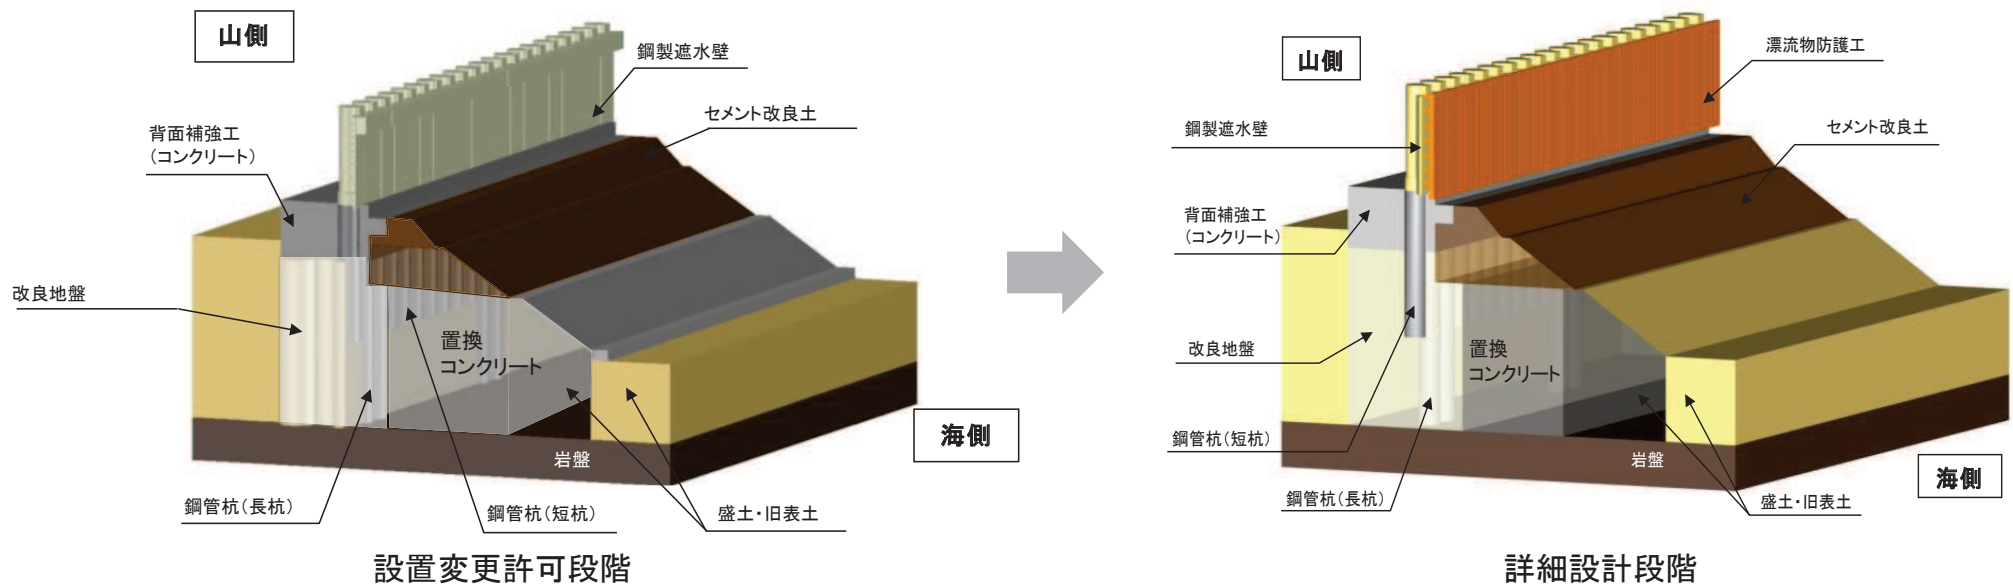 山側
鋼製遮水壁
セメント改良土
背面補強工
(コンクリート)
改良地盤
置換
コンクリート
海側
岩盤
鋼管杭(長杭)
鋼管杭(短杭)
盛土・旧表土
設置変更許可段階
山側
漂流物防護工
鋼製遮水壁
セメント改良土
背面補強工
(コンクリート)
改良地盤
置換
コンクリート
鋼管杭(短杭)
岩盤
海側
鋼管杭(長杭)
盛土・旧表土
詳細設計段階